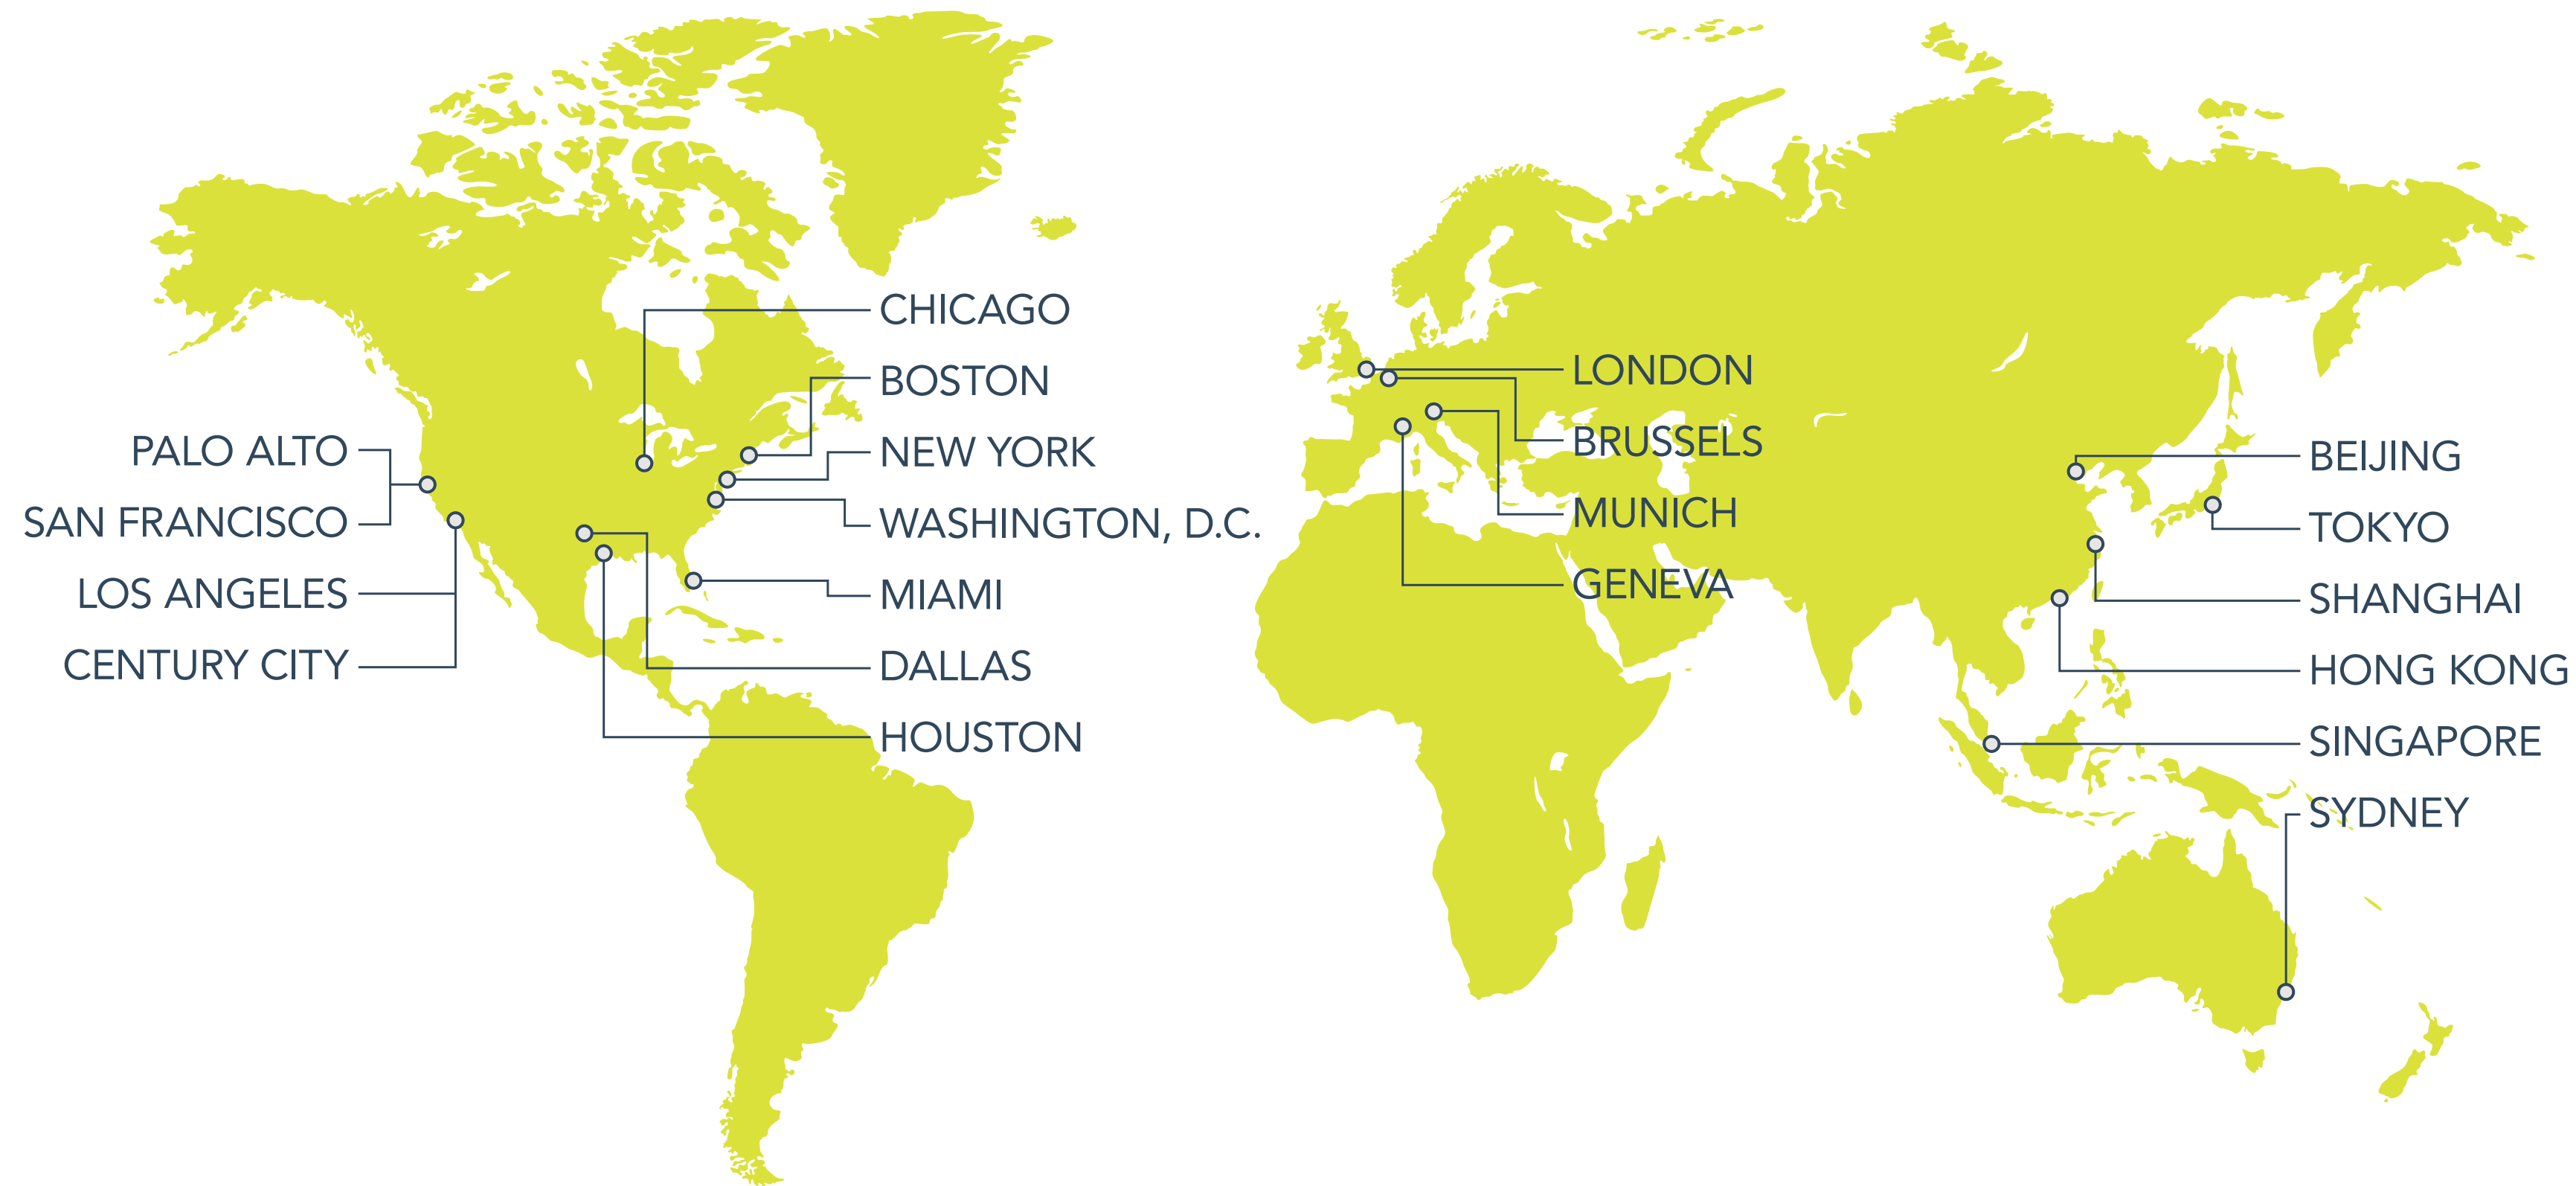 PALO ALTO
SAN FRANCISCO
LOS ANGELES
CENTURY CITY
CHICAGO
BOSTON
NEW YORK
WASHINGTON, D.C.
MIAMI
DALLAS
HOUSTON
LONDON
BRUSSELS
MUNICH
GENEVA
BEIJING
TOKYO
SHANGHAI
HONG KONG
SINGAPORE
SYDNEY